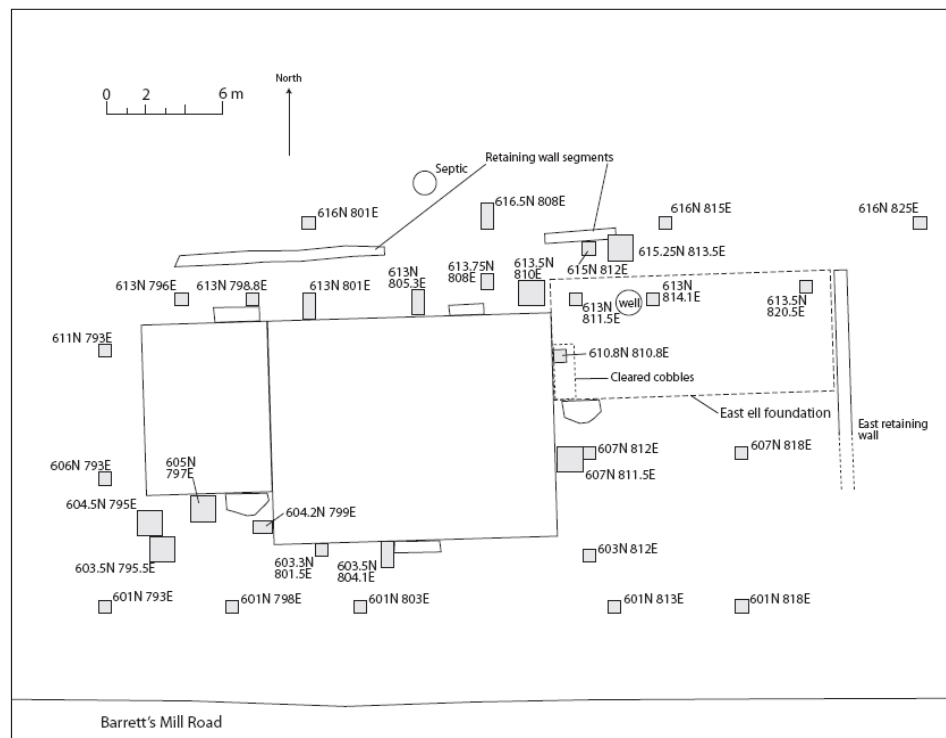 North
0 2 6 m
Septic
Retaining wall segments
616N 801E
616.5N 808E
616N 815E
616N 825E
615.25N 813.5E
615N 812E
613N 796E
613N 798.8E
613N 801E
613N
805.3E
613.75N
808E
613.5N
810E
613N
811.5E
well
613N
814.1E
613.5N
820.5E
611N 793E
610.8N 810.8E
Cleared cobbles
East ell foundation
East retaining
wall
606N 793E
605N
797E
607N 812E
607N 811.5E
607N 818E
604.5N 795E
604.2N 799E
603.5N 795.5E
603.3N
801.5E
603.5N
804.1E
603N 812E
601N 793E
601N 798E
601N 803E
601N 813E
601N 818E
Barrett's Mill Road